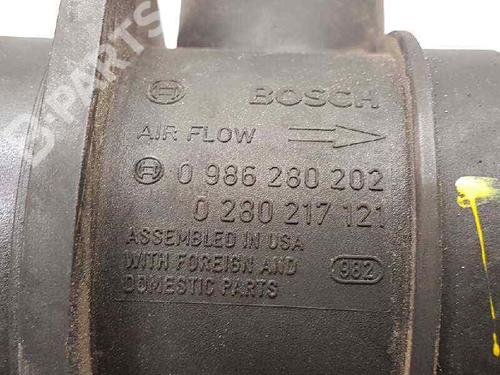 BOSCH
AIR FLOW
0 986 280 202
0 280 217 121
ASSEMBLED IN USA
WITH FOREIGN AND
DOMESTIC PARTS
982
B-PARTS